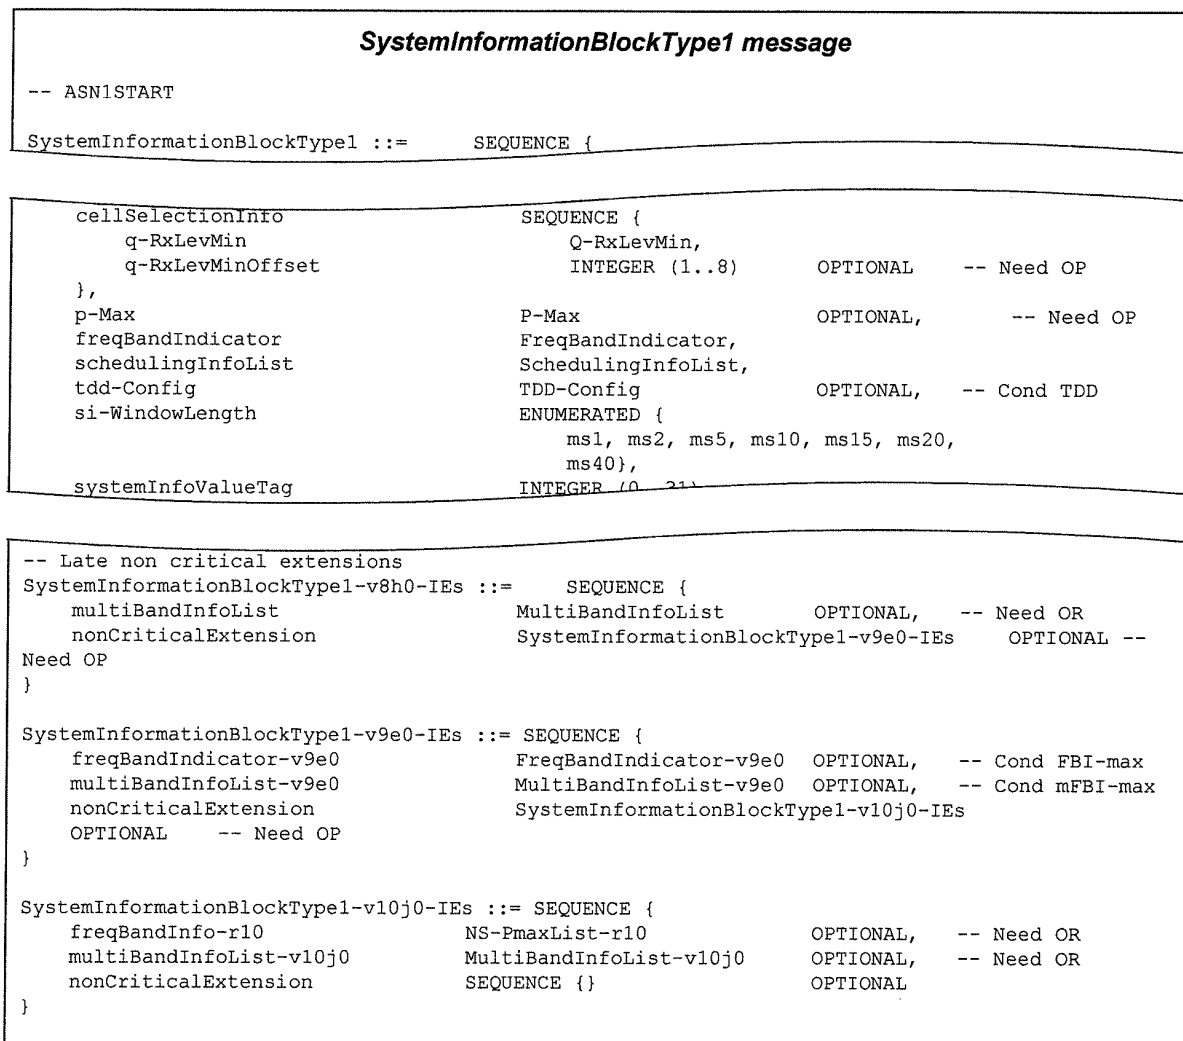 SystemInformationBlockType1 message
-- ASN1START
SystemInformationBlockType1 ::= SEQUENCE {
cellSelectionInfo SEQUENCE {
q-RxLevMin Q-RxLevMin,
q-RxLevMinOffset INTEGER (1..8) OPTIONAL -- Need OP
},
p-Max P-Max OPTIONAL, -- Need OP
freqBandIndicator FreqBandIndicator,
schedulingInfoList SchedulingInfoList,
tdd-Config TDD-Config OPTIONAL, -- Cond TDD
si-WindowLength ENUMERATED {
ms1, ms2, ms5, ms10, ms15, ms20,
ms40},
systemInfoValueTag INTEGER (0
-- Late non critical extensions
SystemInformationBlockType1-v8h0-IEs ::= SEQUENCE {
multiBandInfoList MultiBandInfoList OPTIONAL, -- Need OR
nonCriticalExtension SystemInformationBlockType1-v9e0-IEs OPTIONAL --
Need OP
}
SystemInformationBlockType1-v9e0-IEs ::= SEQUENCE {
freqBandIndicator-v9e0 FreqBandIndicator-v9e0 OPTIONAL, -- Cond FBI-max
multiBandInfoList-v9e0 MultiBandInfoList-v9e0 OPTIONAL, -- Cond mFBI-max
nonCriticalExtension SystemInformationBlockType1-v10j0-IEs
OPTIONAL -- Need OP
}
SystemInformationBlockType1-v10j0-IEs ::= SEQUENCE {
freqBandInfo-r10 NS-PmaxList-r10 OPTIONAL, -- Need OR
multiBandInfoList-v10j0 MultiBandInfoList-v10j0 OPTIONAL, -- Need OR
nonCriticalExtension SEQUENCE {} OPTIONAL
}